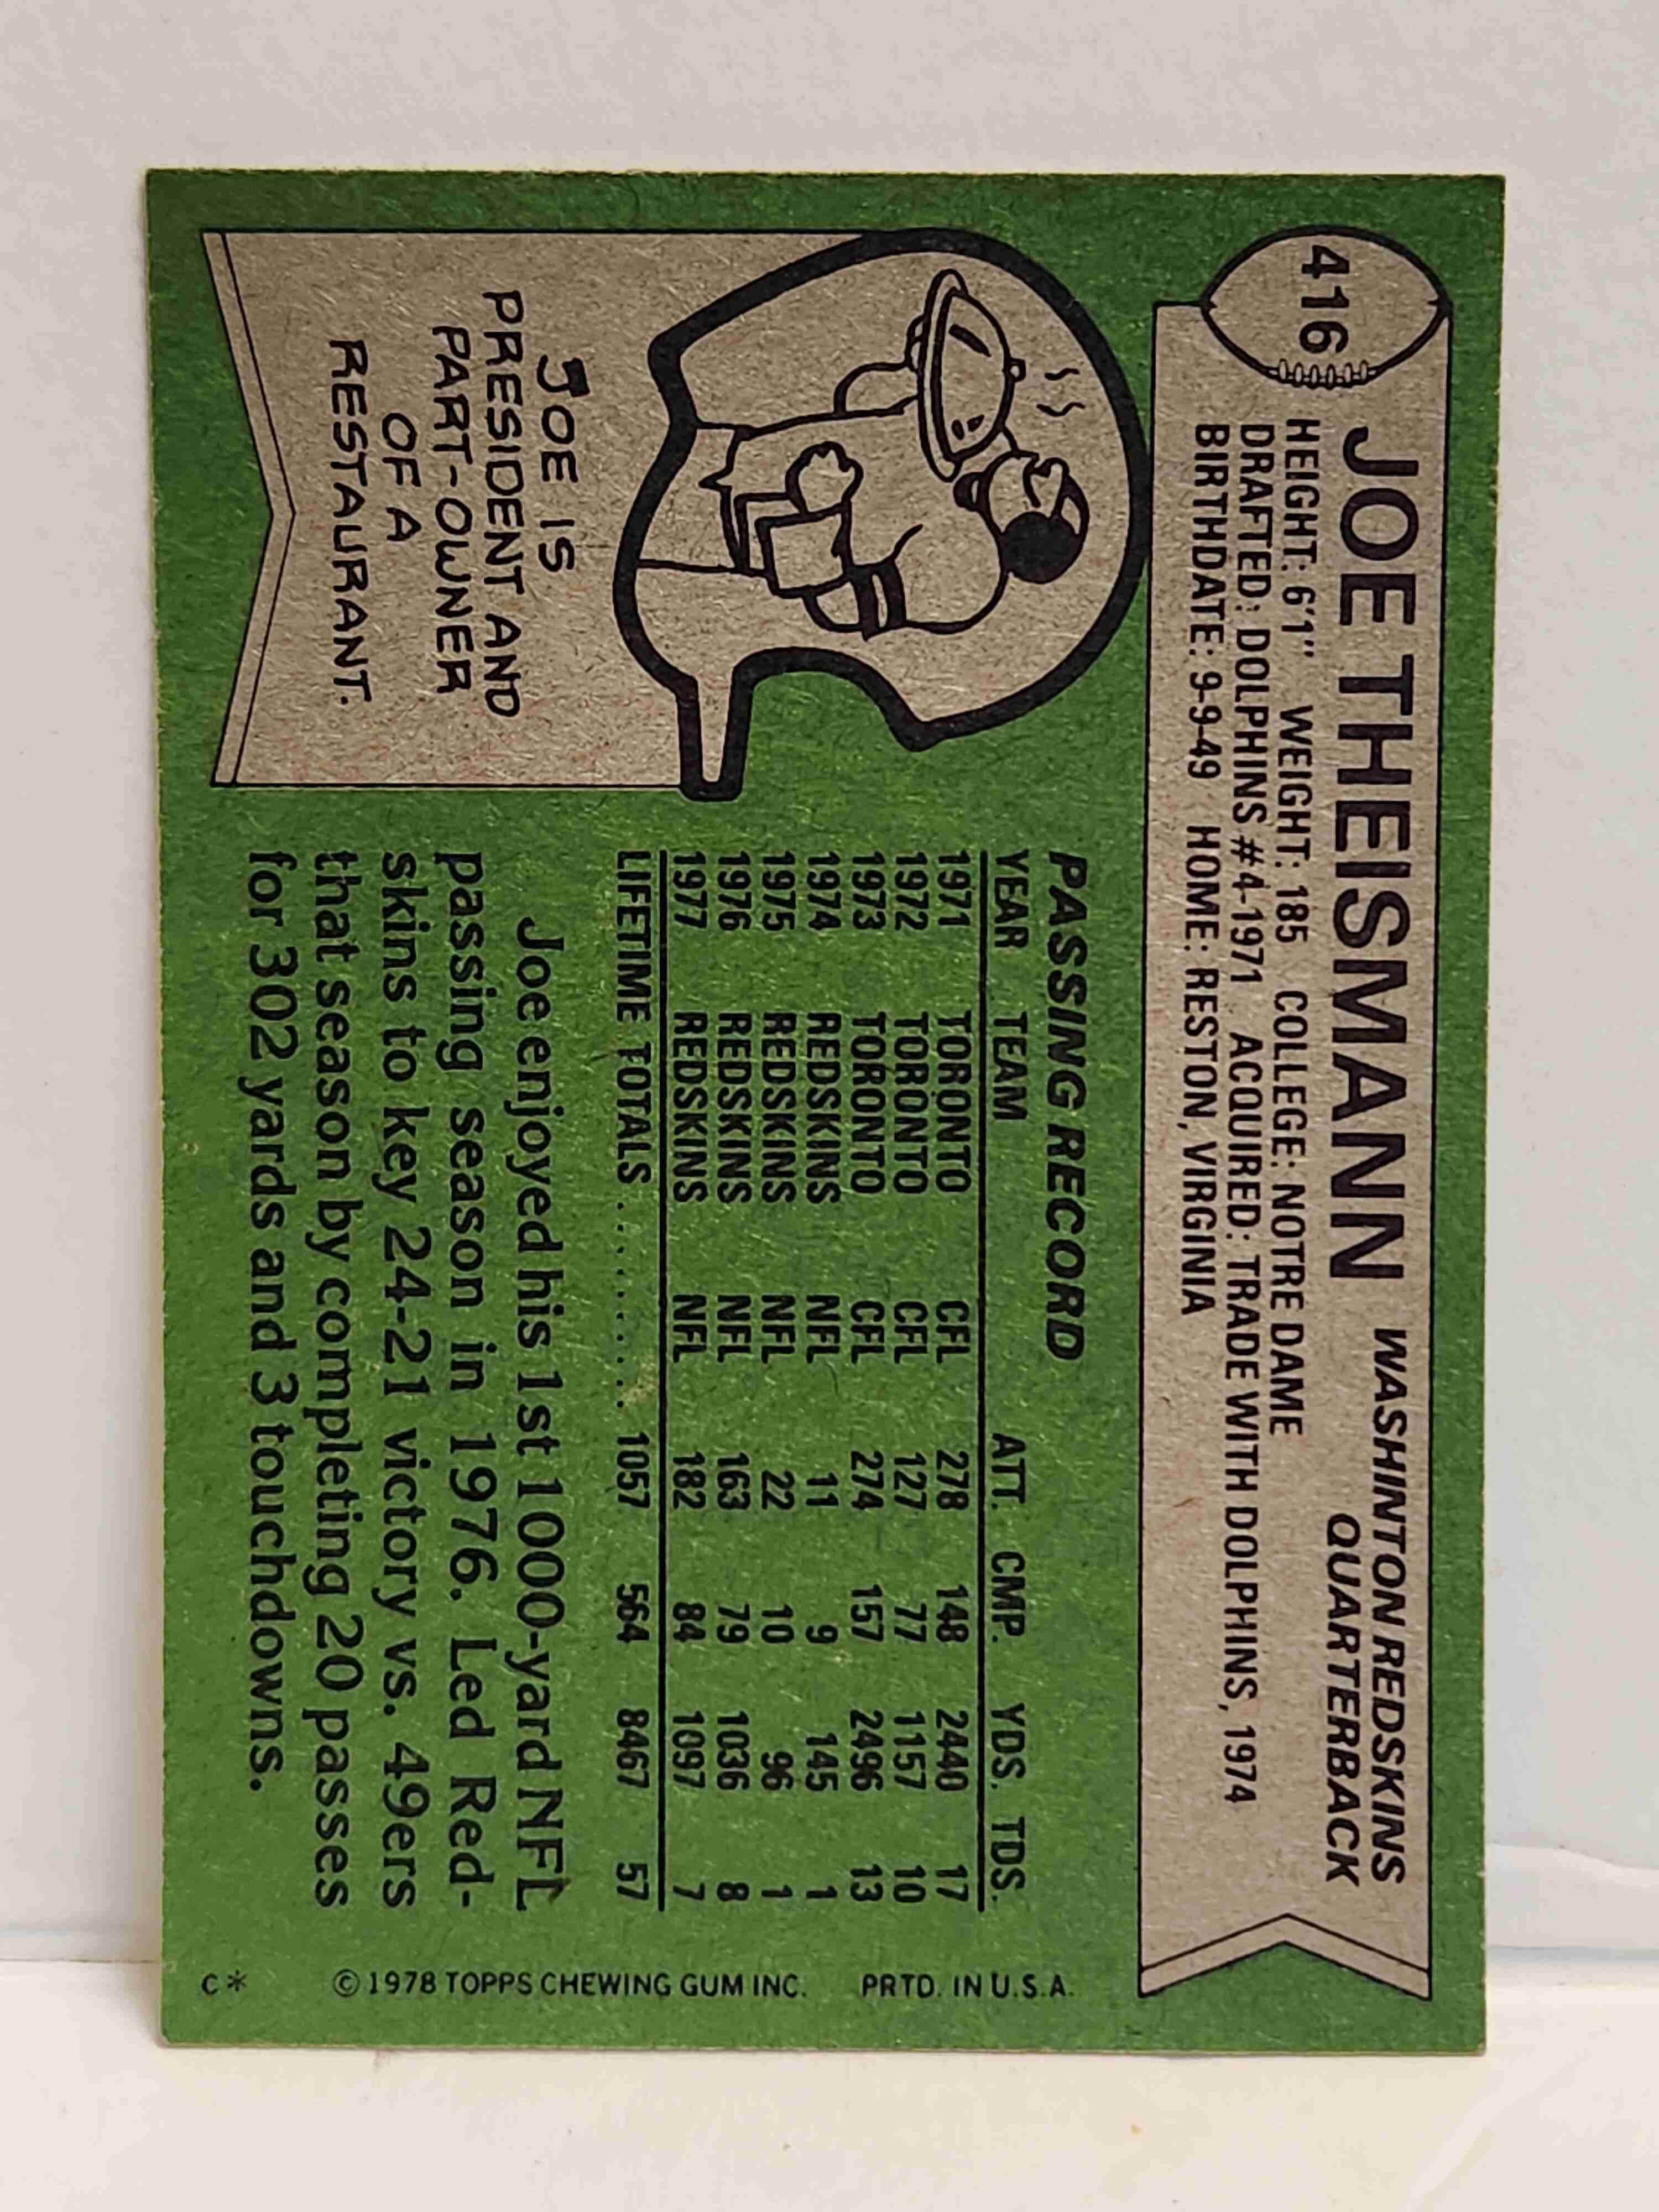 416
JOE THEISMANN
WASHINTON REDSKINS
QUARTERBACK
HEIGHT: 6'1" WEIGHT: 185 COLLEGE: NOTRE DAME
DRAFTED: DOLPHINS #4-1971 ACQUIRED: TRADE WITH DOLPHINS, 1974
BIRTHDATE: 9-9-49 HOME: RESTON, VIRGINIA
JOE IS
PRESIDENT AND
PART-OWNER
OF A
RESTAURANT.
PASSING RECORD
YEAR TEAM ATT. CMP. YDS. TDS.
1971 TORONTO CFL 278 148 2440 17
1972 TORONTO CFL 127 77 1157 10
1973 TORONTO CFL 274 157 2496 13
1974 REDSKINS NFL 11 9 145 1
1975 REDSKINS NFL 22 10 96 1
1976 REDSKINS NFL 163 79 1036 8
1977 REDSKINS NFL 182 84 1097 7
LIFETIME TOTALS .......... 1057 564 8467 57
Joe enjoyed his 1st 1000-yard NFL
passing season in 1976. Led Red-
skins to key 24-21 victory vs. 49ers
that season by completing 20 passes
for 302 yards and 3 touchdowns.
C* © 1978 TOPPS CHEWING GUM INC. PRTD. IN U.S.A.